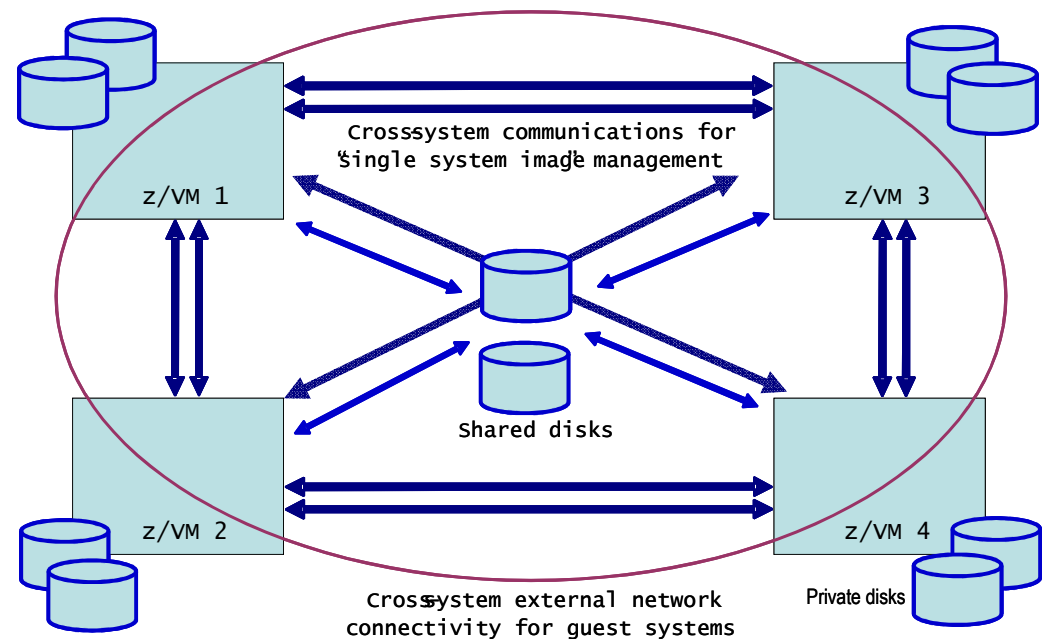 Cross-system communications for
“single system image” management
z/VM 1
z/VM 3
Shared disks
z/VM 2
z/VM 4
Private disks
Cross-system external network
connectivity for guest systems